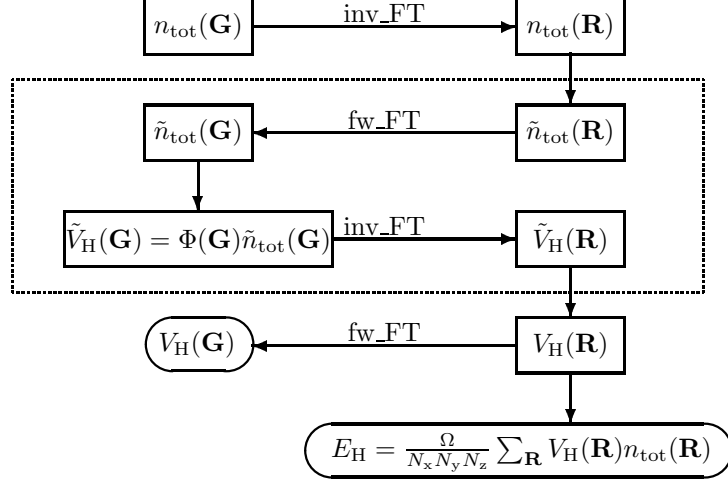 n_tot(G) inv_FT n_tot(R)
ñ_tot(G) fw_FT ñ_tot(R)
Ṽ_H(G) = Φ(G)ñ_tot(G) inv_FT Ṽ_H(R)
V_H(G) fw_FT V_H(R)
E_H = Ω/(N_x N_y N_z) ∑_R V_H(R)n_tot(R)